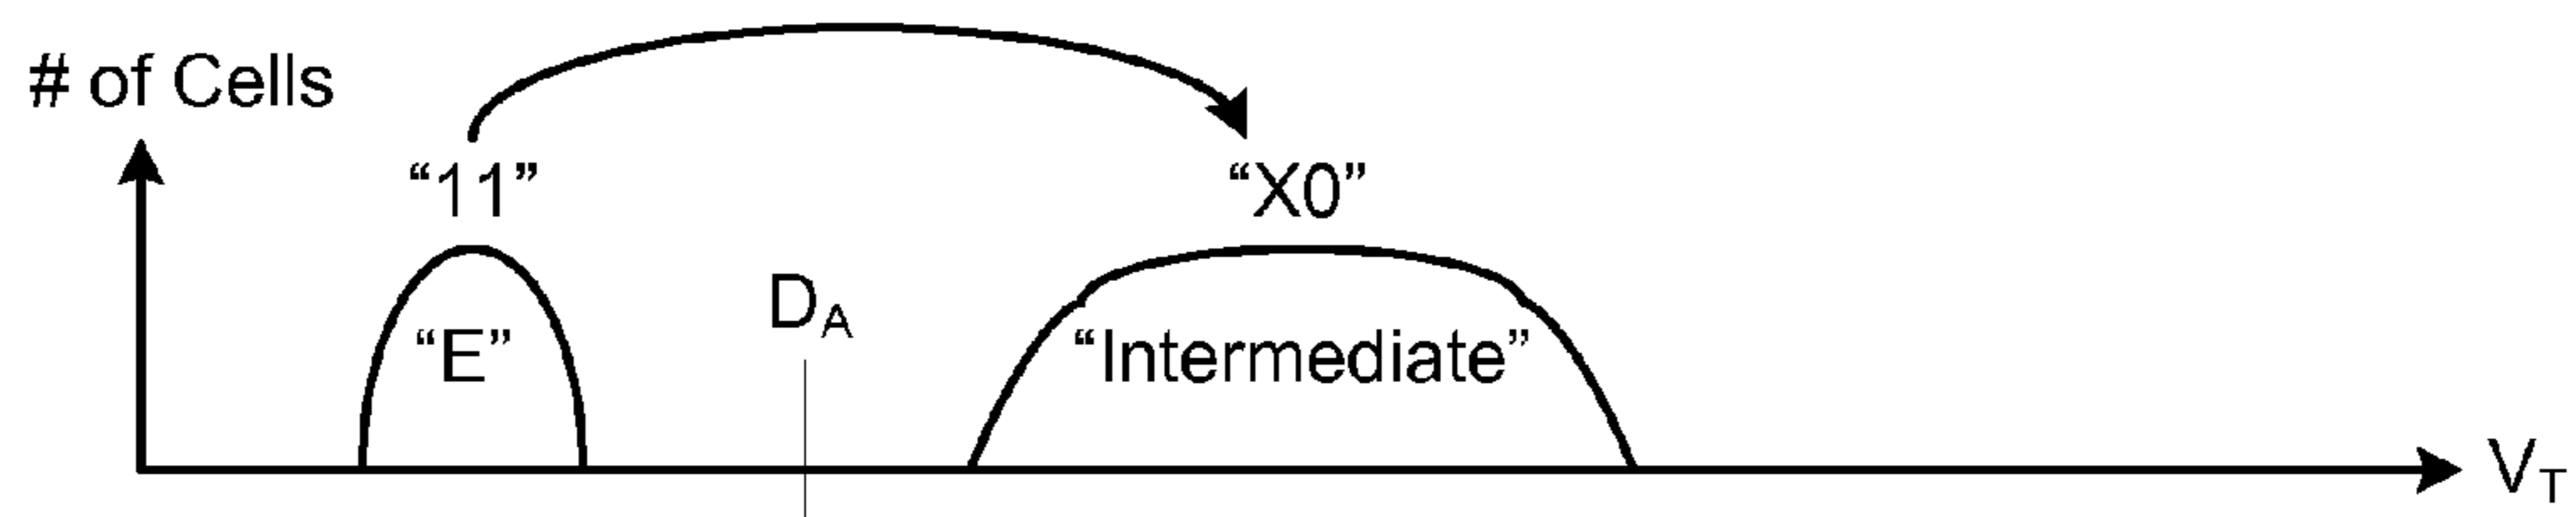 # of Cells
“11”
“X0”
D_A
“E”
“Intermediate”
V_T